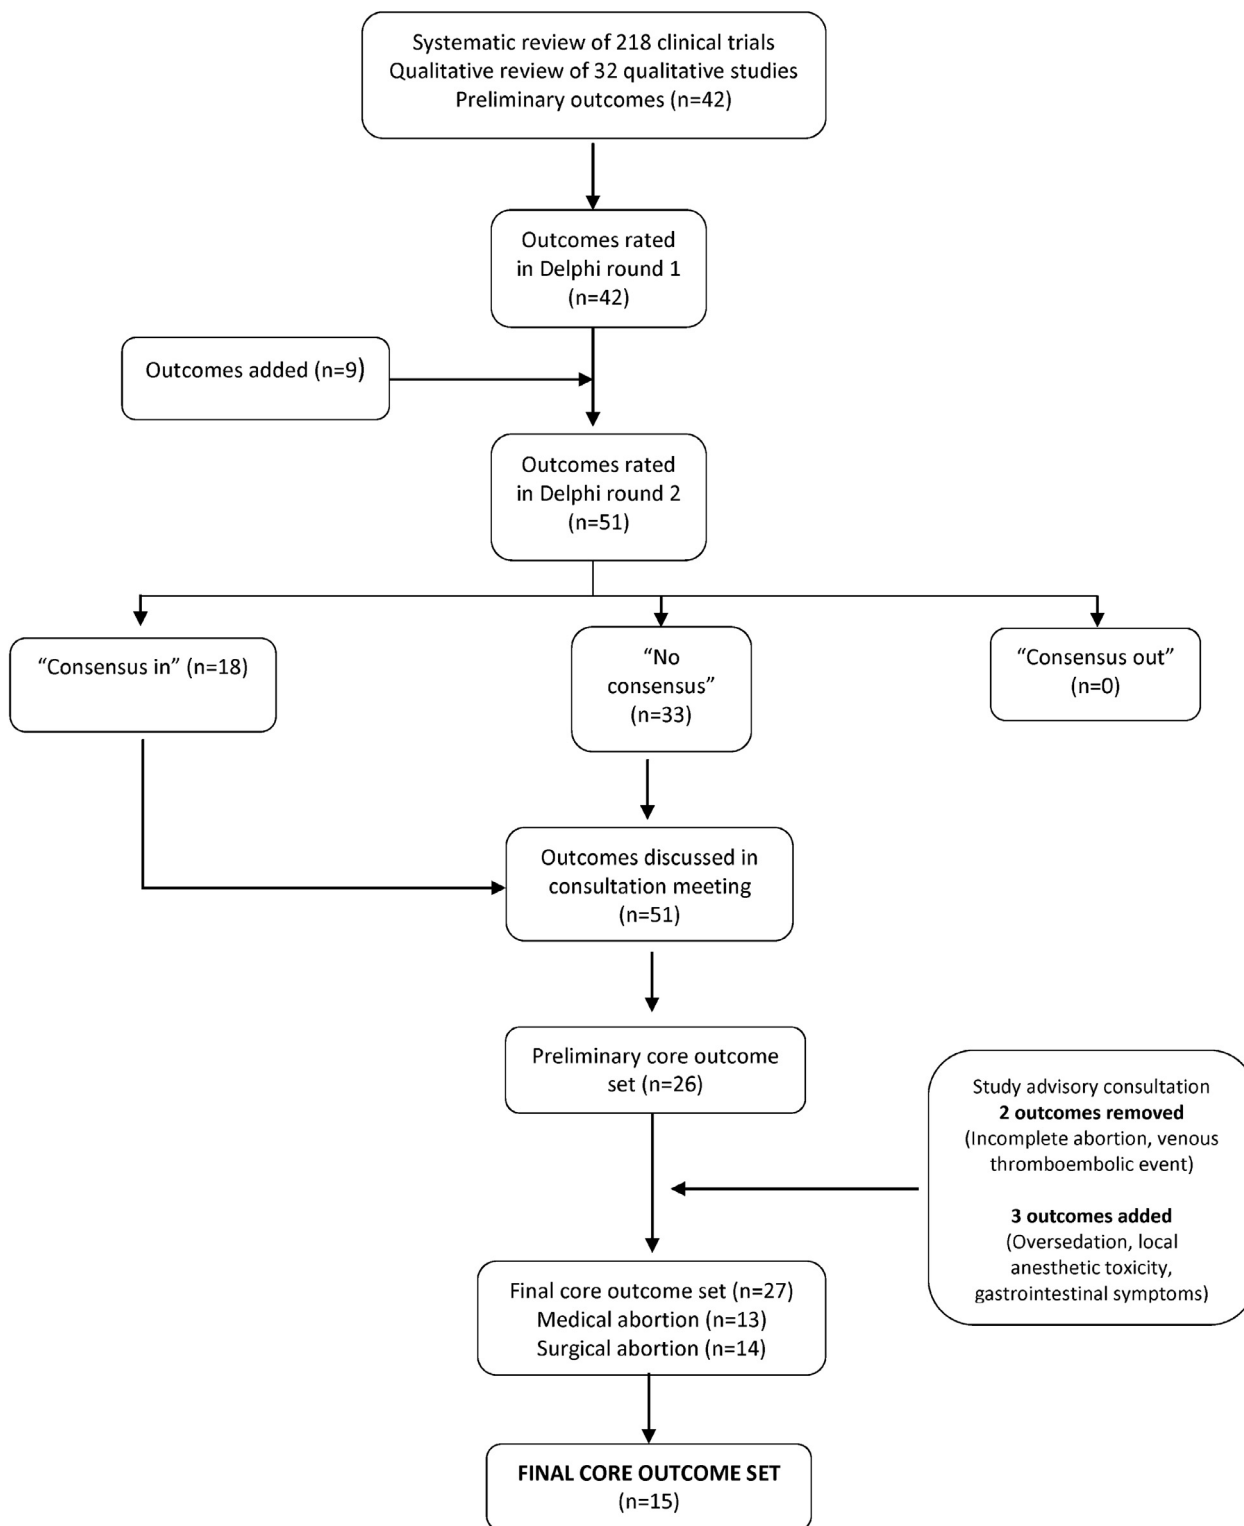 Systematic review of 218 clinical trials
Qualitative review of 32 qualitative studies
Preliminary outcomes (n=42)
Outcomes rated
in Delphi round 1
(n=42)
Outcomes added (n=9)
Outcomes rated
in Delphi round 2
(n=51)
“Consensus in” (n=18)
“No
consensus”
(n=33)
“Consensus out”
(n=0)
Outcomes discussed in
consultation meeting
(n=51)
Preliminary core outcome
set (n=26)
Study advisory consultation
2 outcomes removed
(Incomplete abortion, venous
thromboembolic event)
3 outcomes added
(Oversedation, local
anesthetic toxicity,
gastrointestinal symptoms)
Final core outcome set (n=27)
Medical abortion (n=13)
Surgical abortion (n=14)
FINAL CORE OUTCOME SET
(n=15)